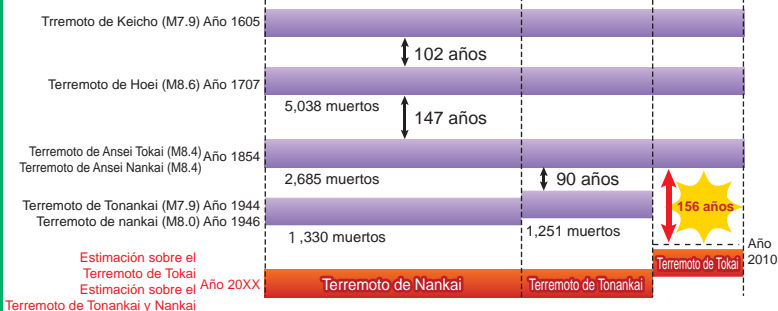 Trremoto de Keicho (M7.9) Año 1605
102 años
Terremoto de Hoei (M8.6) Año 1707
5,038 muertos
147 años
Terremoto de Ansei Tokai (M8.4)
Terremoto de Ansei Nankai (M8.4)
Año 1854
2,685 muertos
90 años
156 años
Terremoto de Tonankai (M7.9) Año 1944
Terremoto de nankai (M8.0) Año 1946
1 ,330 muertos
1,251 muertos
Año
2010
Estimación sobre el
Terremoto de Tokai
Estimación sobre el
Terremoto de Tonankai y Nankai
Año 20XX
Terremoto de Nankai
Terremoto de Tonankai
Terremoto de Tokai